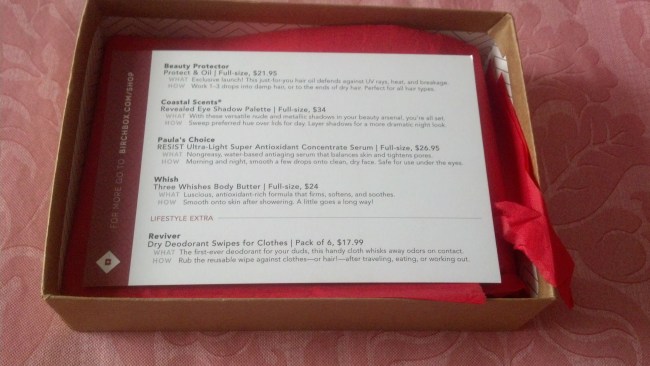 Beauty Protector
Protect & Oil | Full-size, $21.95
WHAT Exclusive launch! This just-for-you hair oil defends against UV rays, heat, and breakage.
HOW Work 1–3 drops into damp hair, or to the ends of dry hair. Perfect for all hair types.
Coastal Scents®
Revealed Eye Shadow Palette | Full-size, $34
WHAT With these versatile nude and metallic shadows in your beauty arsenal, you're all set.
HOW Sweep preferred hue over lids for day. Layer shadows for a more dramatic night look.
Paula's Choice
RESIST Ultra-Light Super Antioxidant Concentrate Serum | Full-size, $26.95
WHAT Nongreasy, water-based antiaging serum that balances skin and tightens pores.
HOW Morning and night, smooth a few drops onto clean, dry face. Safe for use under the eyes.
Whish
Three Whishes Body Butter | Full-size, $24
WHAT Luscious, antioxidant-rich formula that firms, softens, and soothes.
HOW Smooth onto skin after showering. A little goes a long way!
LIFESTYLE EXTRA
Reviver
Dry Deodorant Swipes for Clothes | Pack of 6, $17.99
WHAT The first-ever deodorant for your duds, this handy cloth whisks away odors on contact.
HOW Rub the reusable wipe against clothes—or hair!—after traveling, eating, or working out.
FOR MORE GO TO BIRCHBOX.COM/SHOP